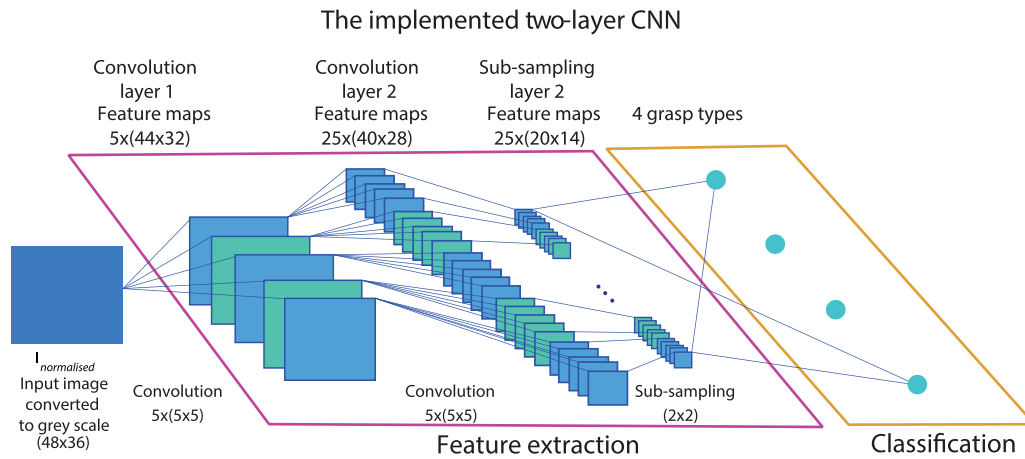 The implemented two-layer CNN
Convolution
layer 1
Feature maps
5x(44x32)
Convolution
layer 2
Feature maps
25x(40x28)
Sub-sampling
layer 2
Feature maps
25x(20x14)
4 grasp types
I normalised
Input image
converted
to grey scale
(48x36)
Convolution
5x(5x5)
Convolution
5x(5x5)
Sub-sampling
(2x2)
Feature extraction
Classification